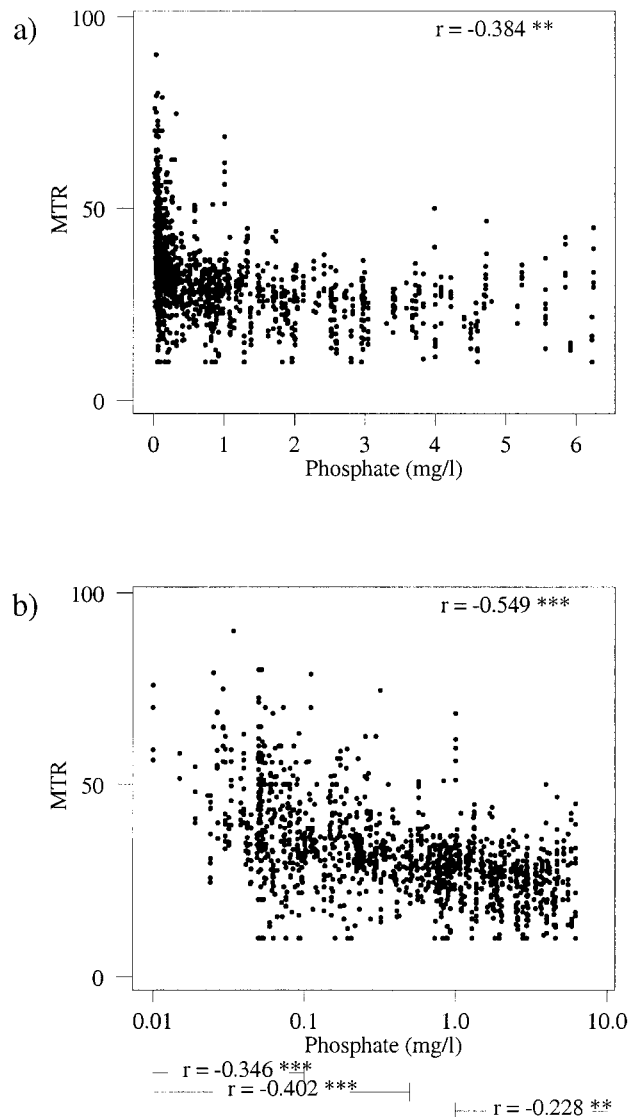 a)
r = -0.384 **
100
50
0
MTR
0 1 2 3 4 5 6
Phosphate (mg/l)
b)
r = -0.549 ***
100
50
0
MTR
0.01 0.1 1.0 10.0
Phosphate (mg/l)
r = -0.346 ***
r = -0.402 ***
r = -0.228 **